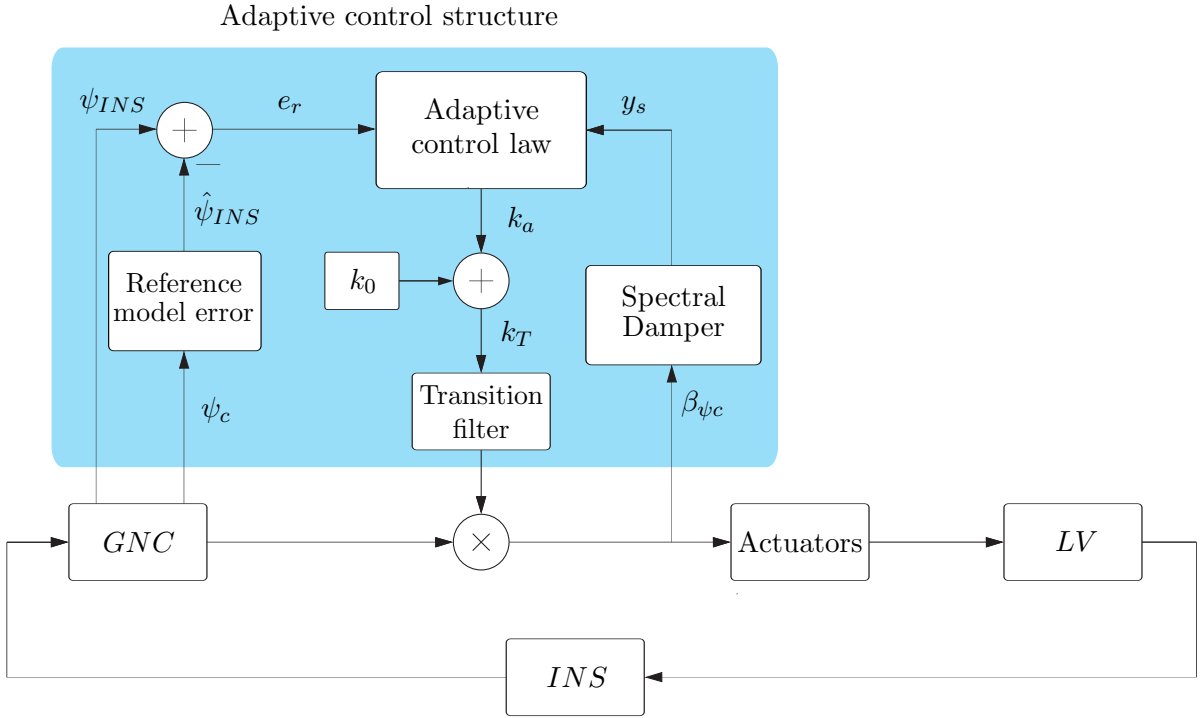 Adaptive control structure
ψ_INS
+
−
e_r
Adaptive
control law
y_s
ψ̂_INS
k_a
Reference
model error
k_0
+
Spectral
Damper
k_T
ψ_c
Transition
filter
β_ψc
GNC
×
Actuators
LV
INS